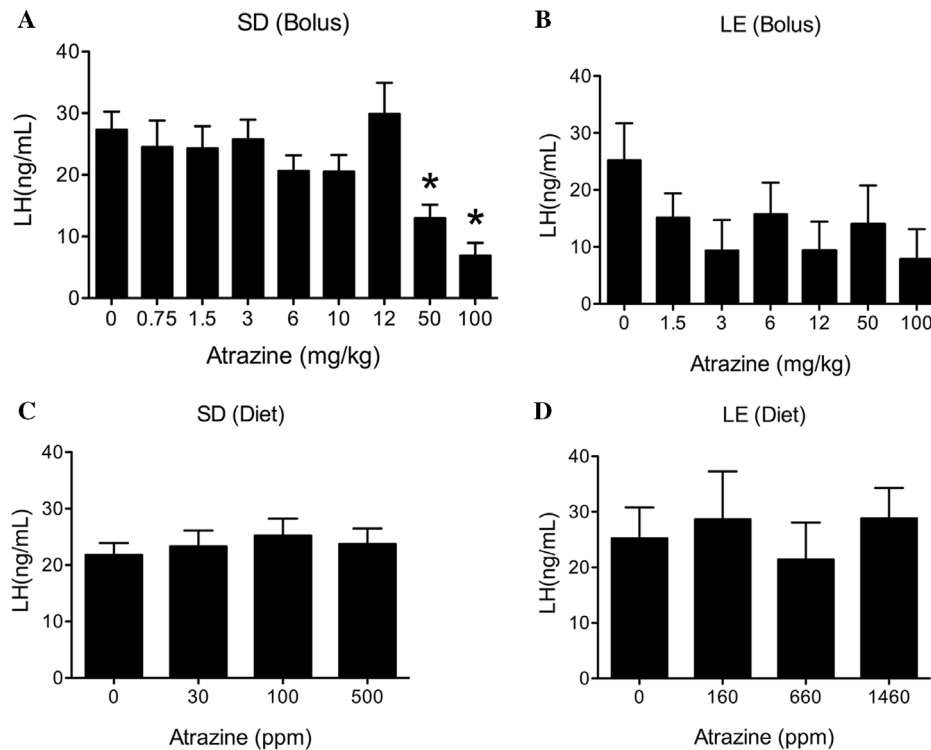 A
SD (Bolus)
40
30
20
10
0
LH(ng/mL)
*
*
0 0.75 1.5 3 6 10 12 50 100
Atrazine (mg/kg)
B
LE (Bolus)
40
30
20
10
0
LH(ng/mL)
0 1.5 3 6 12 50 100
Atrazine (mg/kg)
C
SD (Diet)
40
30
20
10
0
LH(ng/mL)
0 30 100 500
Atrazine (ppm)
D
LE (Diet)
40
30
20
10
0
LH(ng/mL)
0 160 660 1460
Atrazine (ppm)